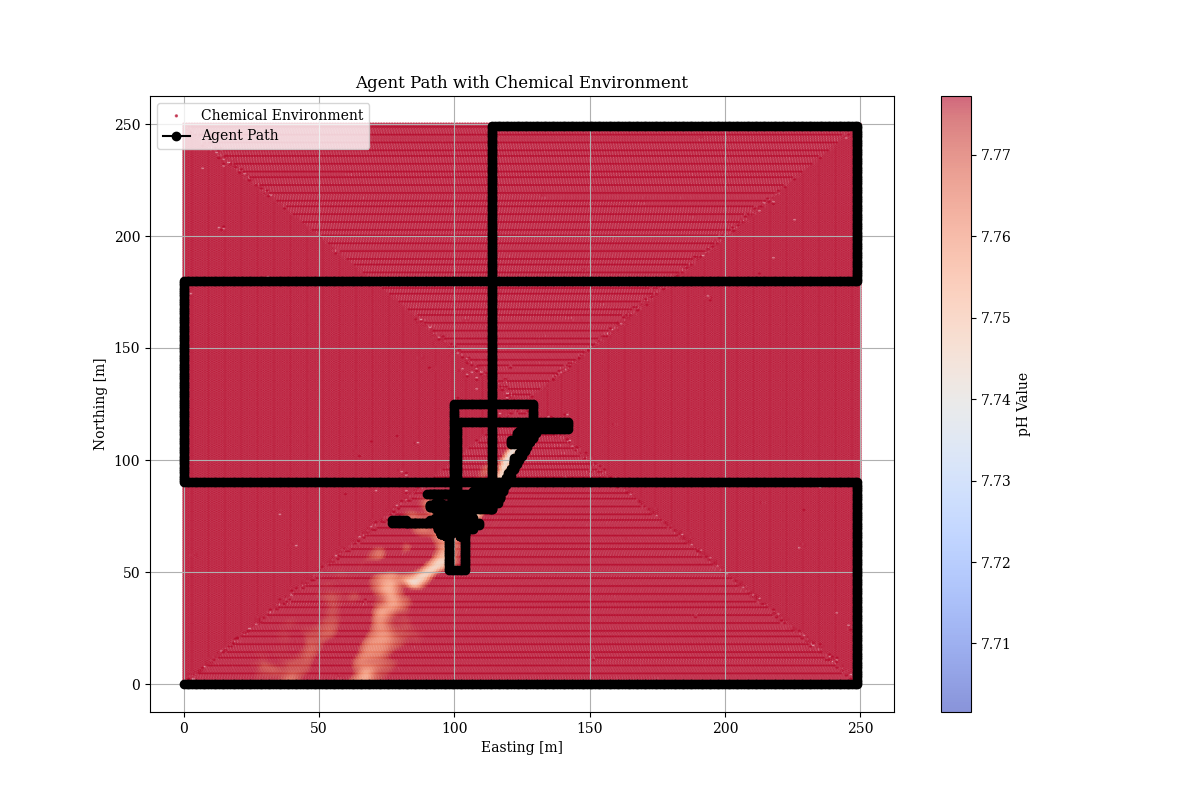 Agent Path with Chemical Environment
Chemical Environment
Agent Path
250
200
150
100
50
0
Northing [m]
0 50 100 150 200 250
Easting [m]
7.77
7.76
7.75
7.74
7.73
7.72
7.71
pH Value